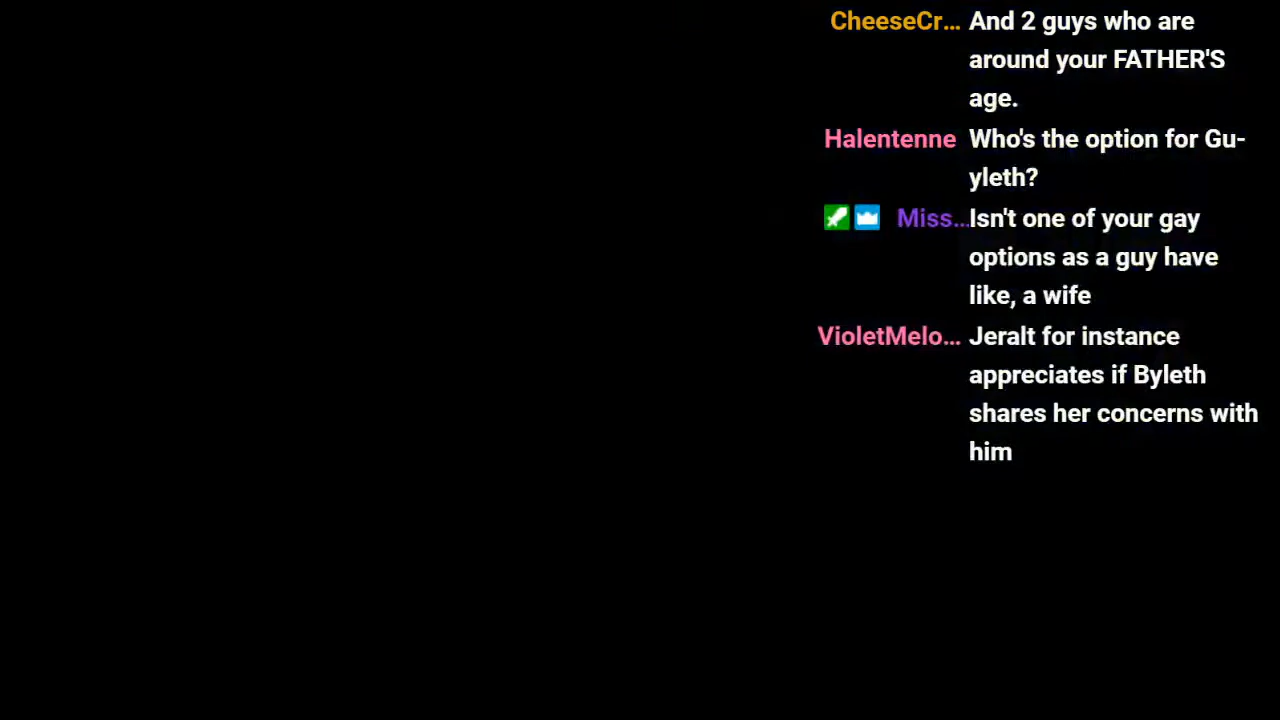 CheeseCr… And 2 guys who are
around your FATHER'S
age.
Halentenne Who's the option for Gu-
yleth?
Miss… Isn't one of your gay
options as a guy have
like, a wife
VioletMelo… Jeralt for instance
appreciates if Byleth
shares her concerns with
him